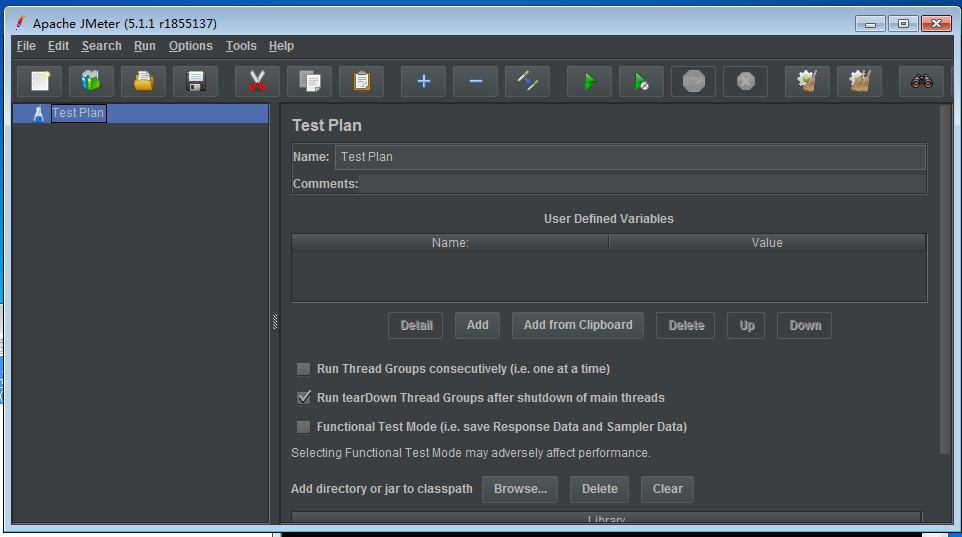 Apache JMeter (5.1.1 r1855137)
File Edit Search Run Options Tools Help
STOP
Test Plan
Test Plan
Name: Test Plan
Comments:
User Defined Variables
Name: Value
Detail Add Add from Clipboard Delete Up Down
Run Thread Groups consecutively (i.e. one at a time)
Run tearDown Thread Groups after shutdown of main threads
Functional Test Mode (i.e. save Response Data and Sampler Data)
Selecting Functional Test Mode may adversely affect performance.
Add directory or jar to classpath Browse... Delete Clear
Library